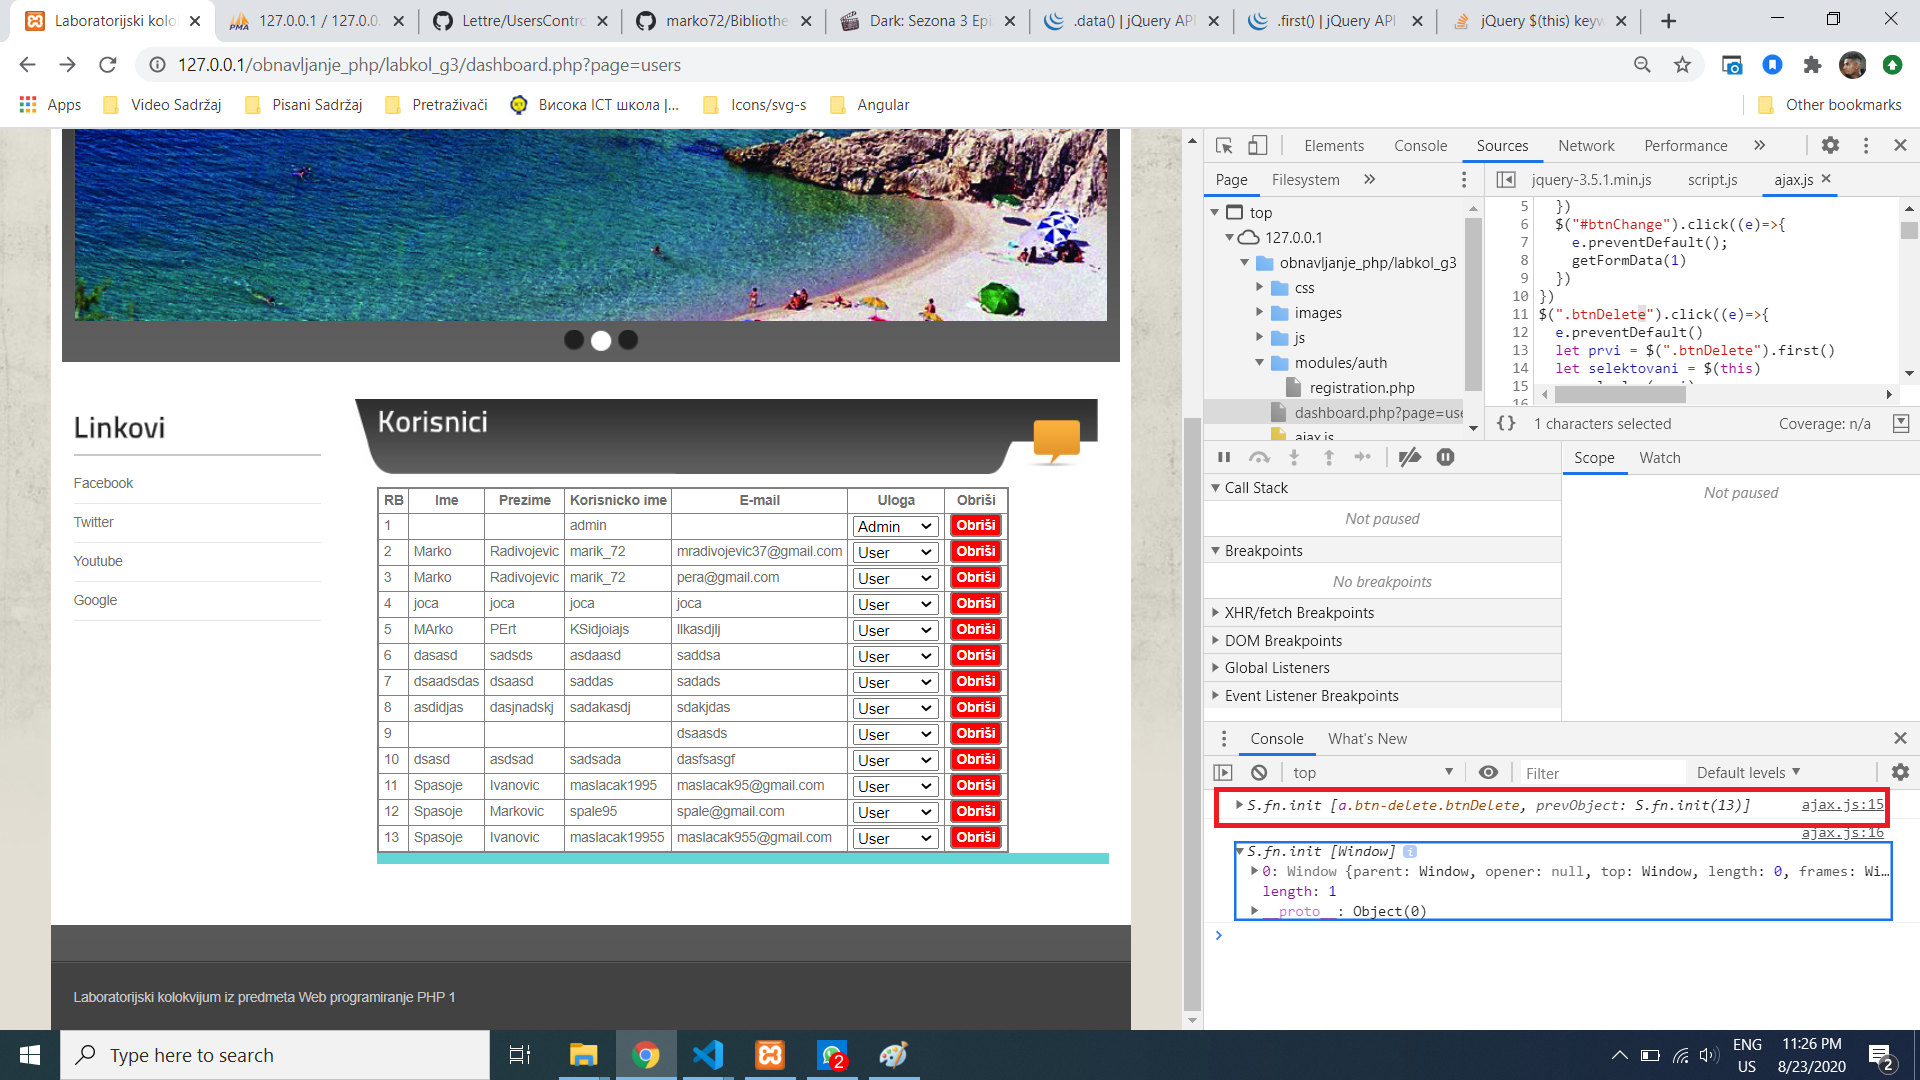 Laboratorijski kolok
127.0.0.1 / 127.0.0.
Lettre/UsersContro
marko72/Bibliothe
Dark: Sezona 3 Epi
.data() | jQuery API
.first() | jQuery API
jQuery $(this) keyw
127.0.0.1/obnavljanje_php/labkol_g3/dashboard.php?page=users
Apps
Video Sadržaj
Pisani Sadržaj
Pretraživači
Висока ICT школа |...
Icons/svg-s
Angular
Other bookmarks
Linkovi
Facebook
Twitter
Youtube
Google
Korisnici
RB Ime Prezime Korisnicko ime E-mail Uloga Obriši
1 admin Admin Obriši
2 Marko Radivojevic marik_72 mradivojevic37@gmail.com User Obriši
3 Marko Radivojevic marik_72 pera@gmail.com User Obriši
4 joca joca joca joca User Obriši
5 MArko PErt KSidjoiajs llkasdjlj User Obriši
6 dasasd sadsds asdaasd saddsa User Obriši
7 dsaadsdas dsaasd saddas sadads User Obriši
8 asdidjas dasjnadskj sadakasdj sdakjdas User Obriši
9 dsaasds User Obriši
10 dsasd asdsad sadsada dasfsasgf User Obriši
11 Spasoje Ivanovic maslacak1995 maslacak95@gmail.com User Obriši
12 Spasoje Markovic spale95 spale@gmail.com User Obriši
13 Spasoje Ivanovic maslacak19955 maslacak955@gmail.com User Obriši
Laboratorijski kolokvijum iz predmeta Web programiranje PHP 1
Elements Console Sources Network Performance »
Page Filesystem »
top
127.0.0.1
obnavljanje_php/labkol_g3
css
images
js
modules/auth
registration.php
dashboard.php?page=use
ajax.js
jquery-3.5.1.min.js script.js ajax.js
5 })
6 $("#btnChange").click((e)=>{
7 e.preventDefault();
8 getFormData(1)
9 })
10 })
11 $(".btnDelete").click((e)=>{
12 e.preventDefault()
13 let prvi = $(".btnDelete").first()
14 let selektovani = $(this)
15
16
{} 1 characters selected Coverage: n/a
Call Stack
Not paused
Breakpoints
No breakpoints
XHR/fetch Breakpoints
DOM Breakpoints
Global Listeners
Event Listener Breakpoints
Scope Watch
Not paused
Console What's New
top Filter Default levels
S.fn.init [a.btn-delete.btnDelete, prevObject: S.fn.init(13)] ajax.js:15
ajax.js:16
S.fn.init [Window] i
0: Window {parent: Window, opener: null, top: Window, length: 0, frames: Wi…
length: 1
__proto__: Object(0)
Type here to search
2
ENG
US
11:26 PM
8/23/2020
2